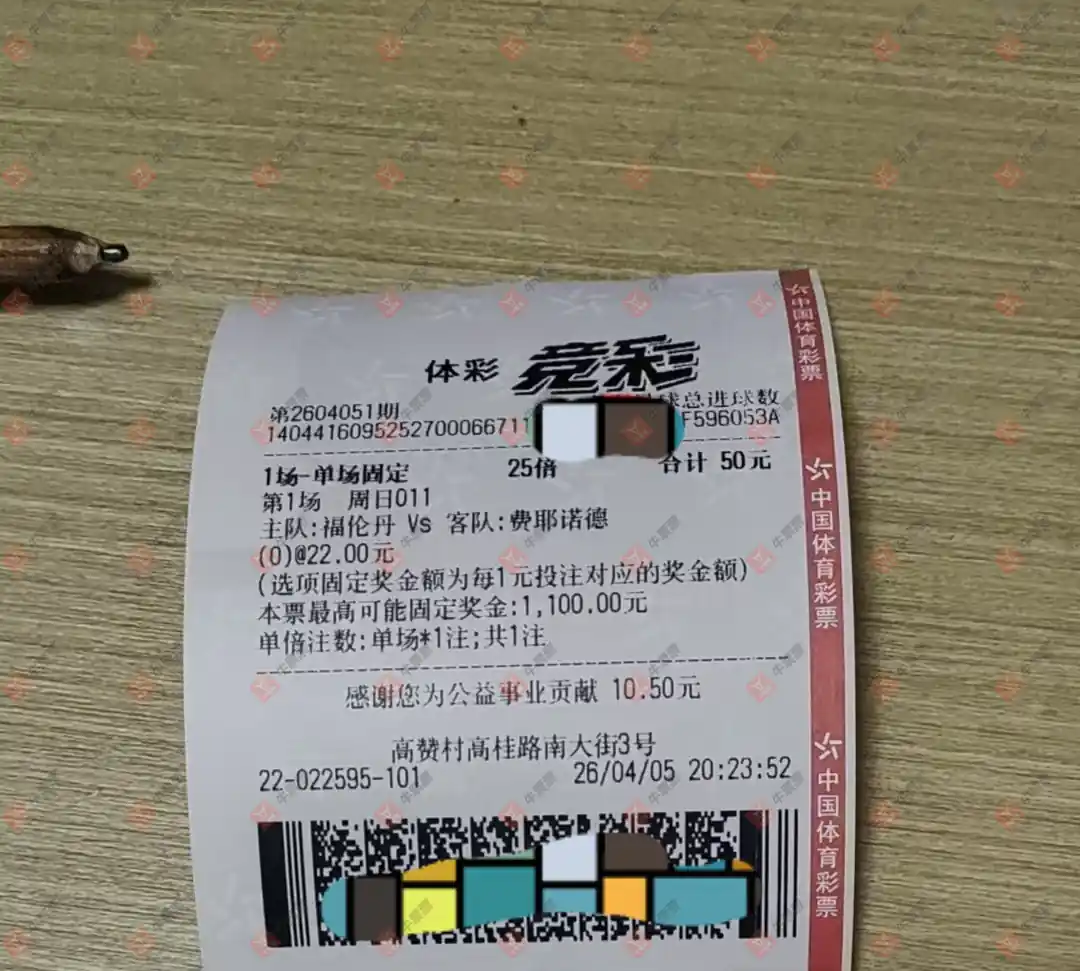 体彩 竞彩
第2604051期
球总进球数
1404416095252700066711
F596053A
1场-单场固定 25倍 合计 50元
第1场 周日011
主队:福伦丹 Vs 客队:费耶诺德
(0)@22.00元
(选项固定奖金额为每1元投注对应的奖金额)
本票最高可能固定奖金:1,100.00元
单倍注数:单场*1注;共1注
感谢您为公益事业贡献 10.50元
高赞村高桂路南大街3号
22-022595-101 26/04/05 20:23:52
中国体育彩票
中国体育彩票
中国体育彩票
牛票票